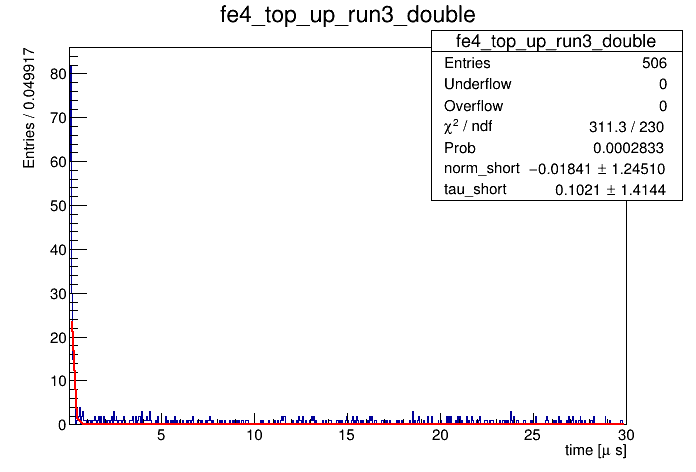 fe4_top_up_run3_double
fe4_top_up_run3_double
Entries 506
Underflow 0
Overflow 0
χ² / ndf 311.3 / 230
Prob 0.0002833
norm_short −0.01841 ± 1.24510
tau_short 0.1021 ± 1.4144
Entries / 0.049917
80
70
60
50
40
30
20
10
0
5 10 15 20 25 30
time [μ s]